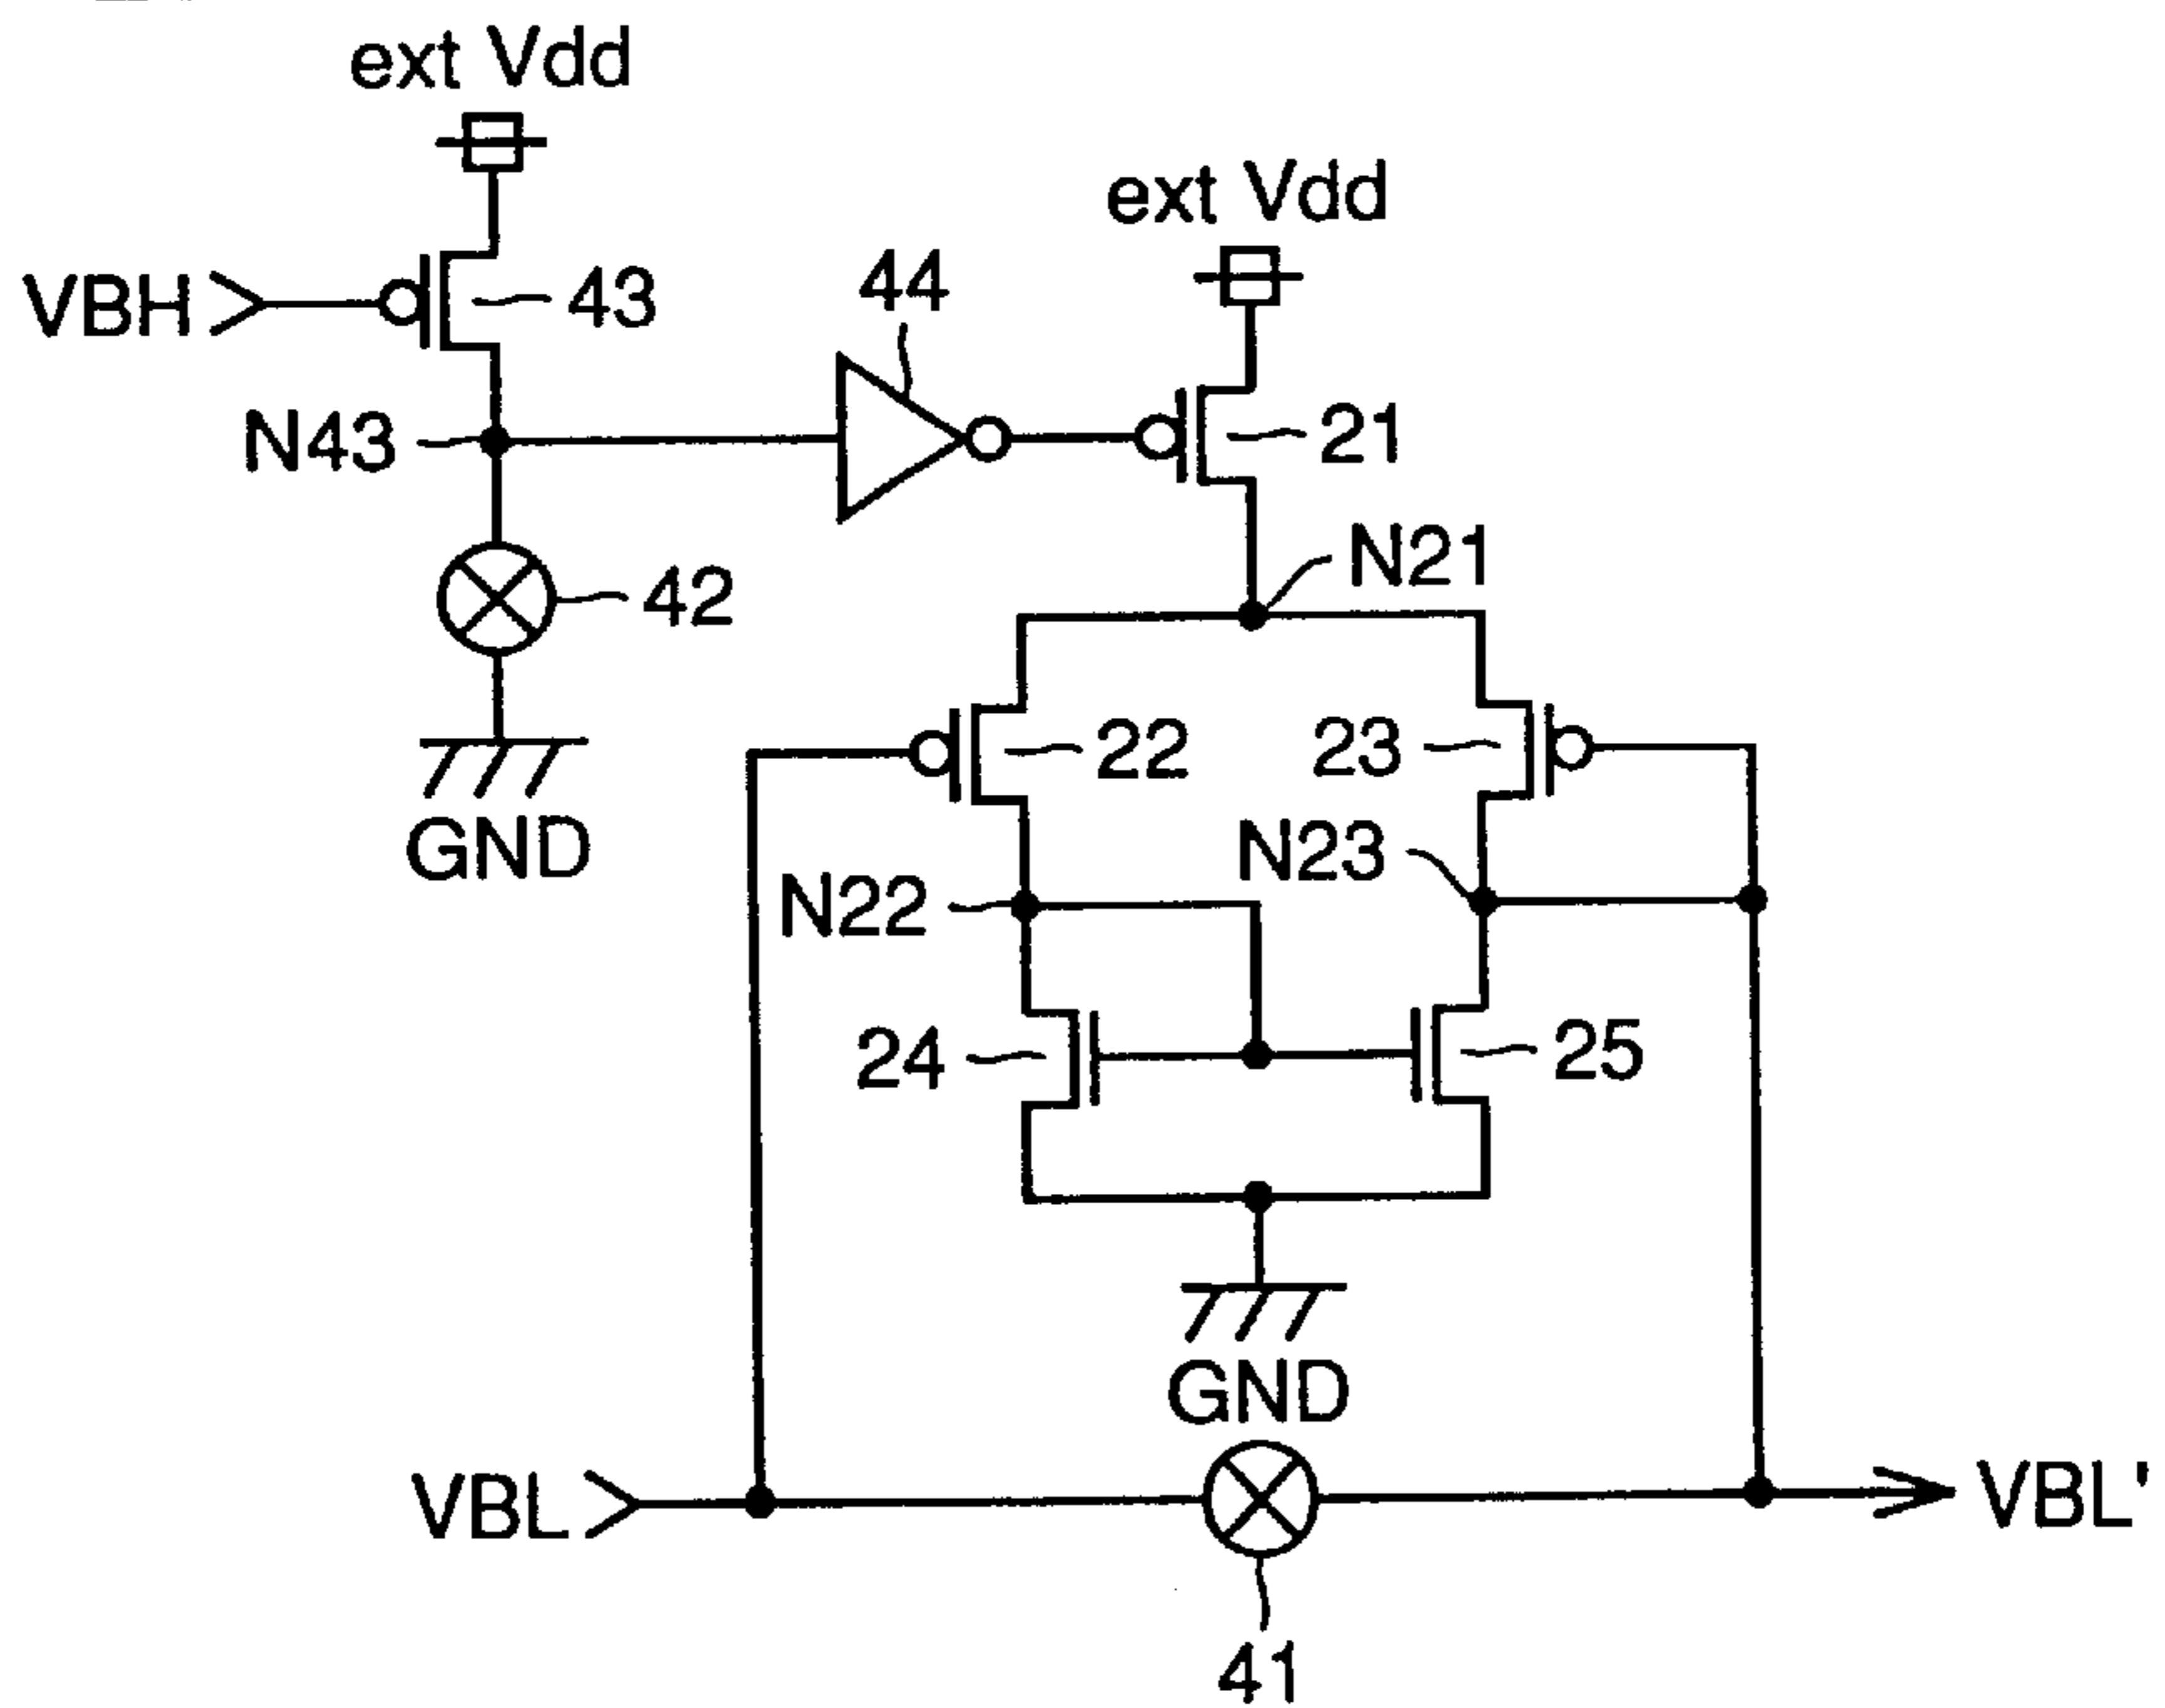 ext Vdd
ext Vdd
44
VBH
43
21
N43
N21
42
22
23
GND
N23
N22
24
25
GND
VBL
VBL'
41